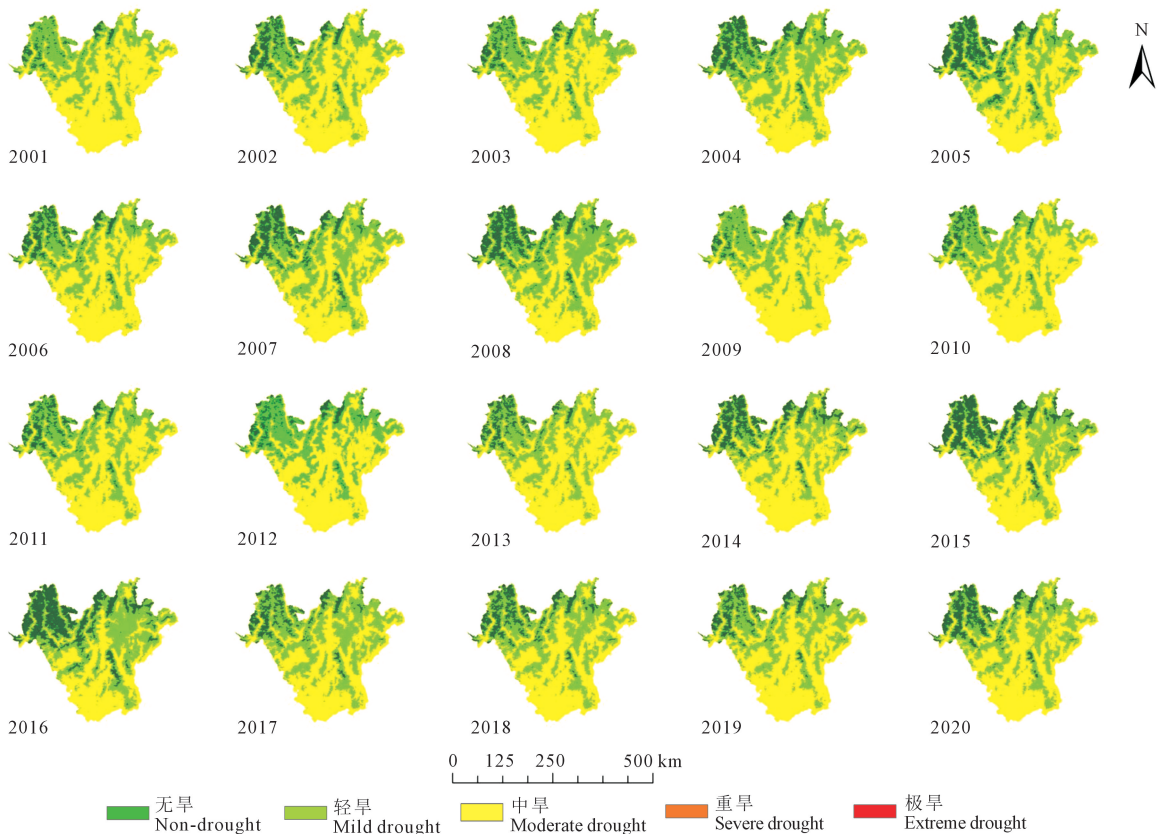 N
2001 2002 2003 2004 2005
2006 2007 2008 2009 2010
2011 2012 2013 2014 2015
2016 2017 2018 2019 2020
0 125 250 500 km
无旱 轻旱 中旱 重旱 极旱
Non-drought Mild drought Moderate drought Severe drought Extreme drought